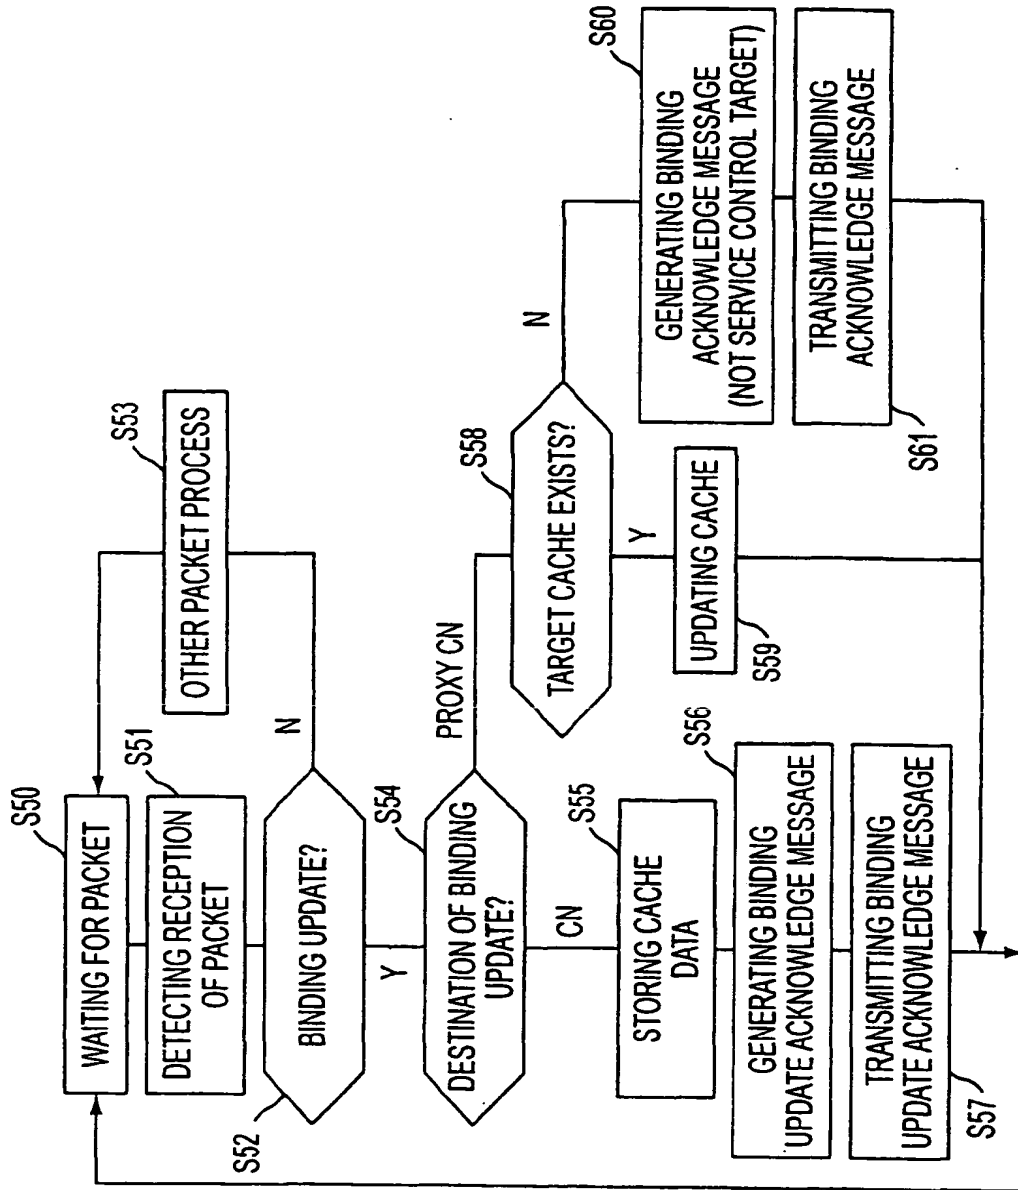 S50
WAITING FOR PACKET
S51
DETECTING RECEPTION
OF PACKET
S52
BINDING UPDATE?
N
Y
S53
OTHER PACKET PROCESS
S54
DESTINATION OF BINDING
UPDATE?
PROXY CN
CN
S55
STORING CACHE
DATA
S56
GENERATING BINDING
UPDATE ACKNOWLEDGE MESSAGE
TRANSMITTING BINDING
UPDATE ACKNOWLEDGE MESSAGE
S57
S58
TARGET CACHE EXISTS?
N
Y
UPDATING CACHE
S59
S60
GENERATING BINDING
ACKNOWLEDGE MESSAGE
(NOT SERVICE CONTROL TARGET)
TRANSMITTING BINDING
ACKNOWLEDGE MESSAGE
S61